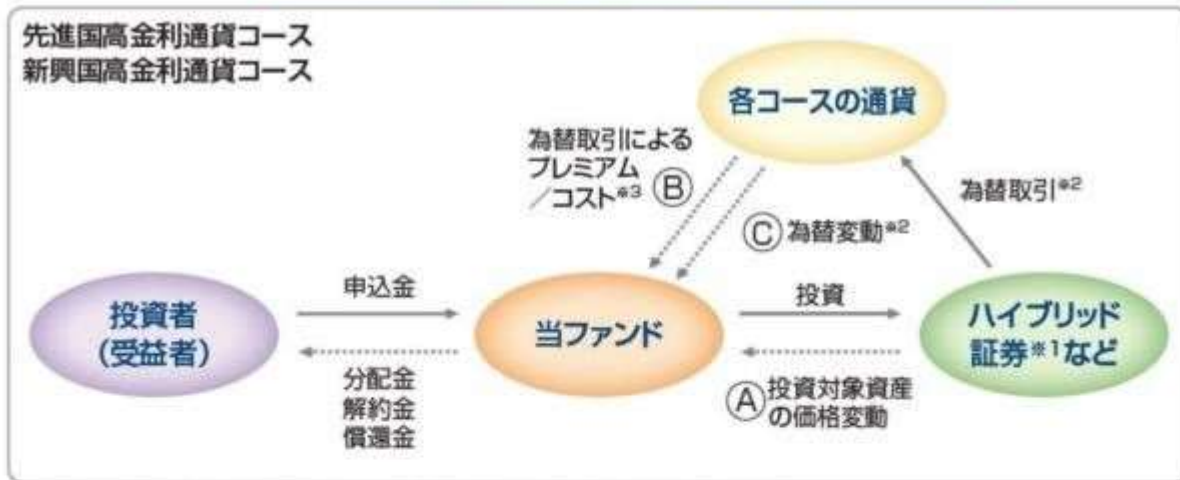 先進国高金利通貨コース
新興国高金利通貨コース
各コースの通貨
為替取引による
プレミアム
／コスト※3
Ⓑ
為替取引※2
Ⓒ 為替変動※2
投資者
(受益者)
申込金
当ファンド
投資
ハイブリッド
証券※1など
分配金
解約金
償還金
Ⓐ 投資対象資産
の価格変動